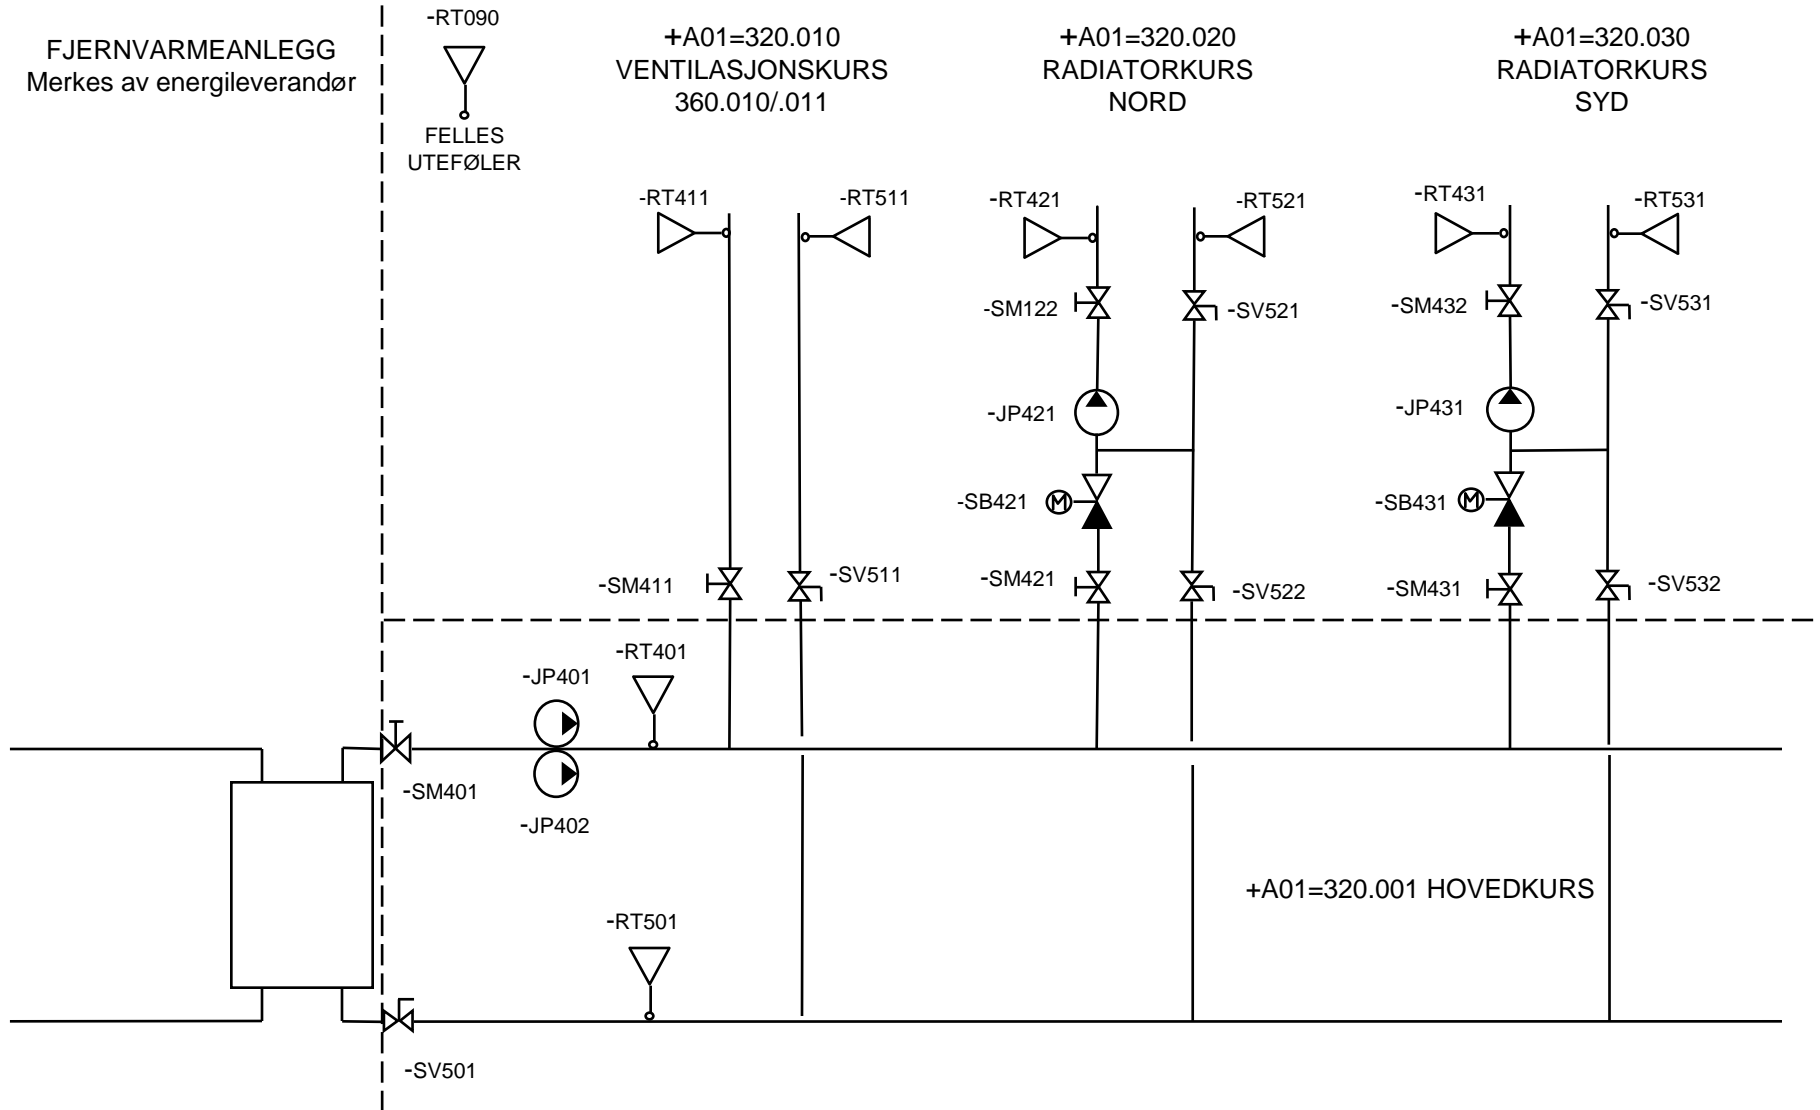 FJERNVARMEANLEGG
Merkes av energileverandør
-RT090
FELLES
UTEFØLER
+A01=320.010
VENTILASJONSKURS
360.010/.011
+A01=320.020
RADIATORKURS
NORD
+A01=320.030
RADIATORKURS
SYD
-RT411
-RT511
-RT421
-RT521
-RT431
-RT531
-SM122
-SV521
-SM432
-SV531
-JP421
-JP431
-SB421
M
-SB431
M
-SM411
-SV511
-SM421
-SV522
-SM431
-SV532
-RT401
-JP401
-SM401
-JP402
+A01=320.001 HOVEDKURS
-RT501
-SV501